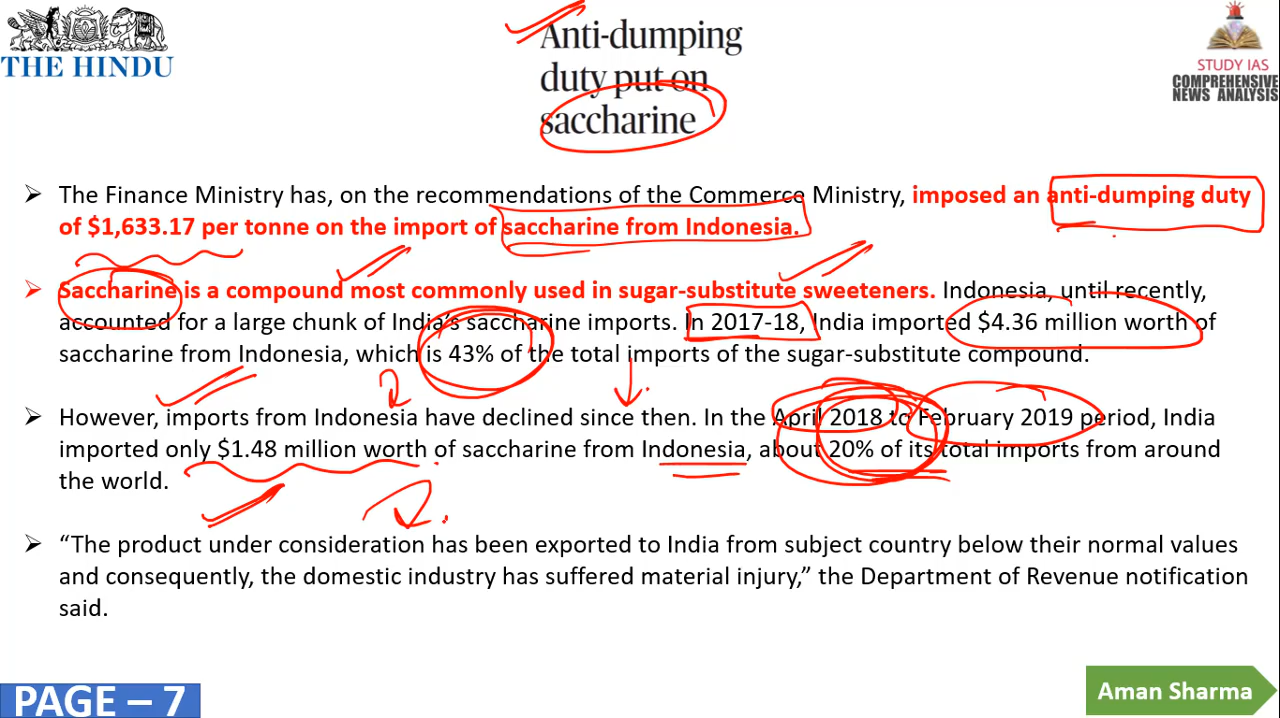 THE HINDU
Anti-dumping
duty put on
saccharine
STUDY IAS
COMPREHENSIVE
NEWS ANALYSIS
The Finance Ministry has, on the recommendations of the Commerce Ministry, imposed an anti-dumping duty
of $1,633.17 per tonne on the import of saccharine from Indonesia.
Saccharine is a compound most commonly used in sugar-substitute sweeteners. Indonesia, until recently,
accounted for a large chunk of India's saccharine imports. In 2017-18, India imported $4.36 million worth of
saccharine from Indonesia, which is 43% of the total imports of the sugar-substitute compound.
However, imports from Indonesia have declined since then. In the April 2018 to February 2019 period, India
imported only $1.48 million worth of saccharine from Indonesia, about 20% of its total imports from around
the world.
“The product under consideration has been exported to India from subject country below their normal values
and consequently, the domestic industry has suffered material injury,” the Department of Revenue notification
said.
PAGE – 7
Aman Sharma